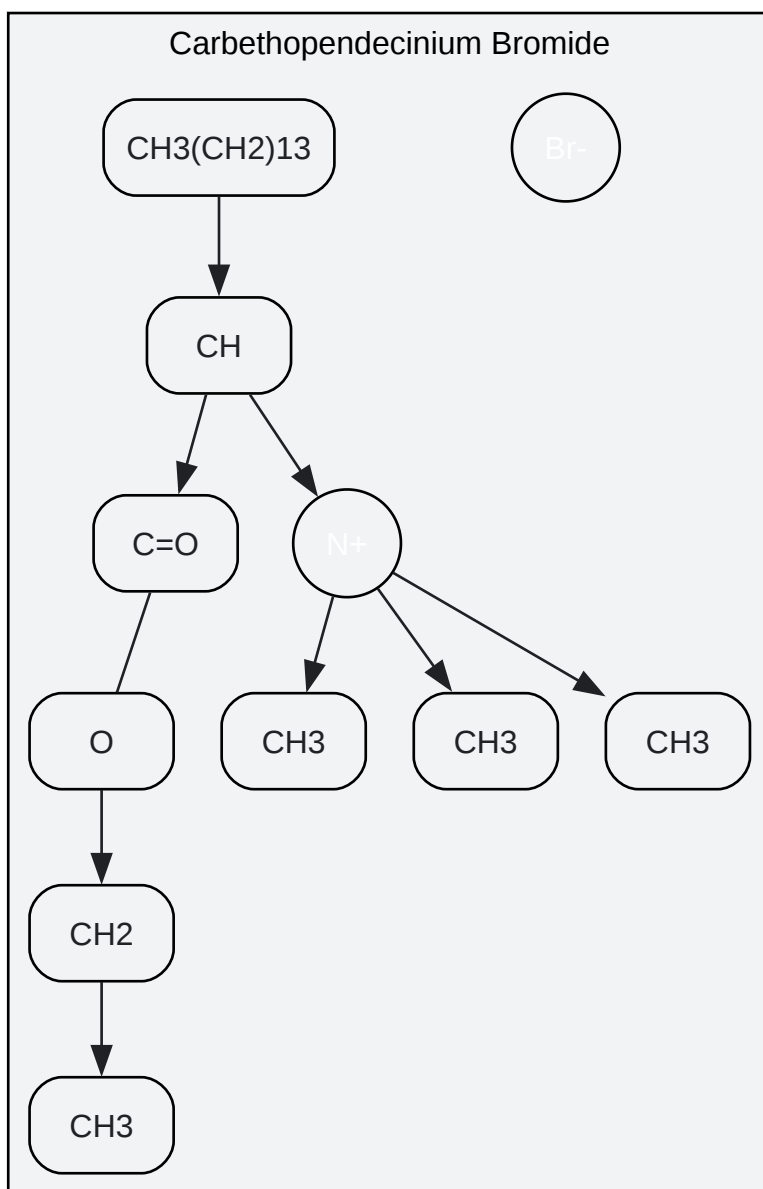 Carbethopendecinium Bromide
CH3(CH2)13
Br-
CH
C=O
N+
O
CH3
CH3
CH3
CH2
CH3